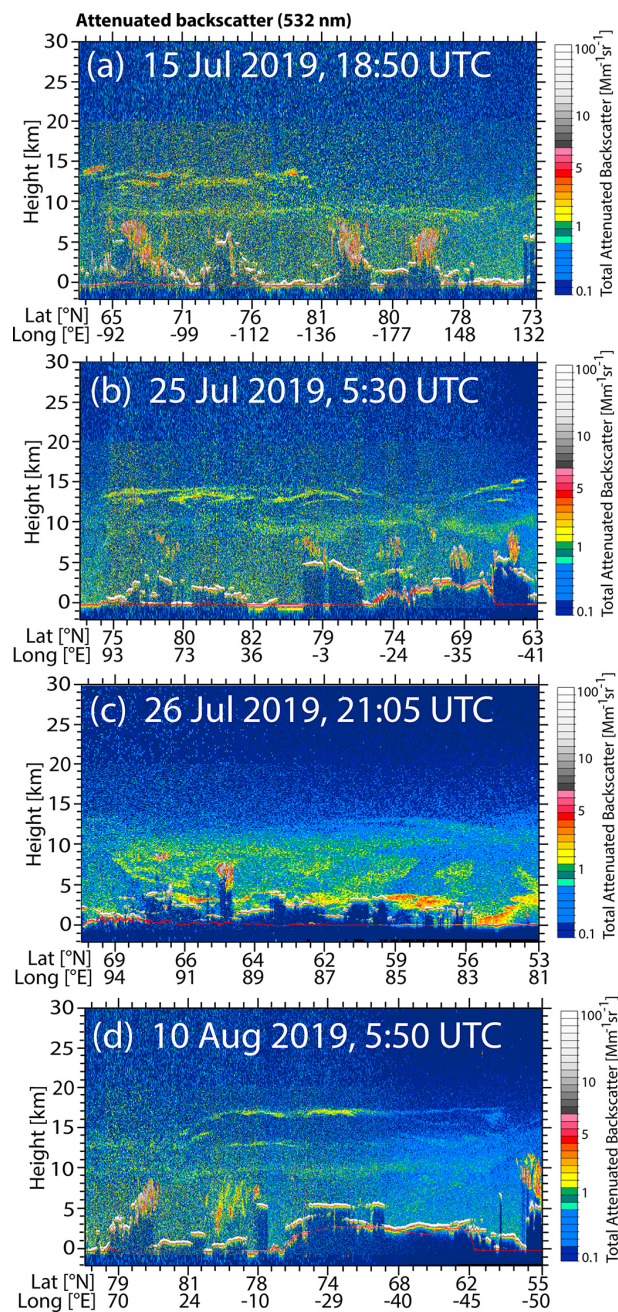 Attenuated backscatter (532 nm)
(a) 15 Jul 2019, 18:50 UTC
30
25
20
15
10
5
0
Height [km]
Lat [°N] 65 71 76 81 80 78 73
Long [°E] -92 -99 -112 -136 -177 148 132
100
10
5
1
0.1
Total Attenuated Backscatter [Mm⁻¹sr⁻¹]
(b) 25 Jul 2019, 5:30 UTC
30
25
20
15
10
5
0
Height [km]
Lat [°N] 75 80 82 79 74 69 63
Long [°E] 93 73 36 -3 -24 -35 -41
100
10
5
1
0.1
Total Attenuated Backscatter [Mm⁻¹sr⁻¹]
(c) 26 Jul 2019, 21:05 UTC
30
25
20
15
10
5
0
Height [km]
Lat [°N] 69 66 64 62 59 56 53
Long [°E] 94 91 89 87 85 83 81
100
10
5
1
0.1
Total Attenuated Backscatter [Mm⁻¹sr⁻¹]
(d) 10 Aug 2019, 5:50 UTC
30
25
20
15
10
5
0
Height [km]
Lat [°N] 79 81 78 74 68 62 55
Long [°E] 70 24 -10 -29 -40 -45 -50
100
10
5
1
0.1
Total Attenuated Backscatter [Mm⁻¹sr⁻¹]